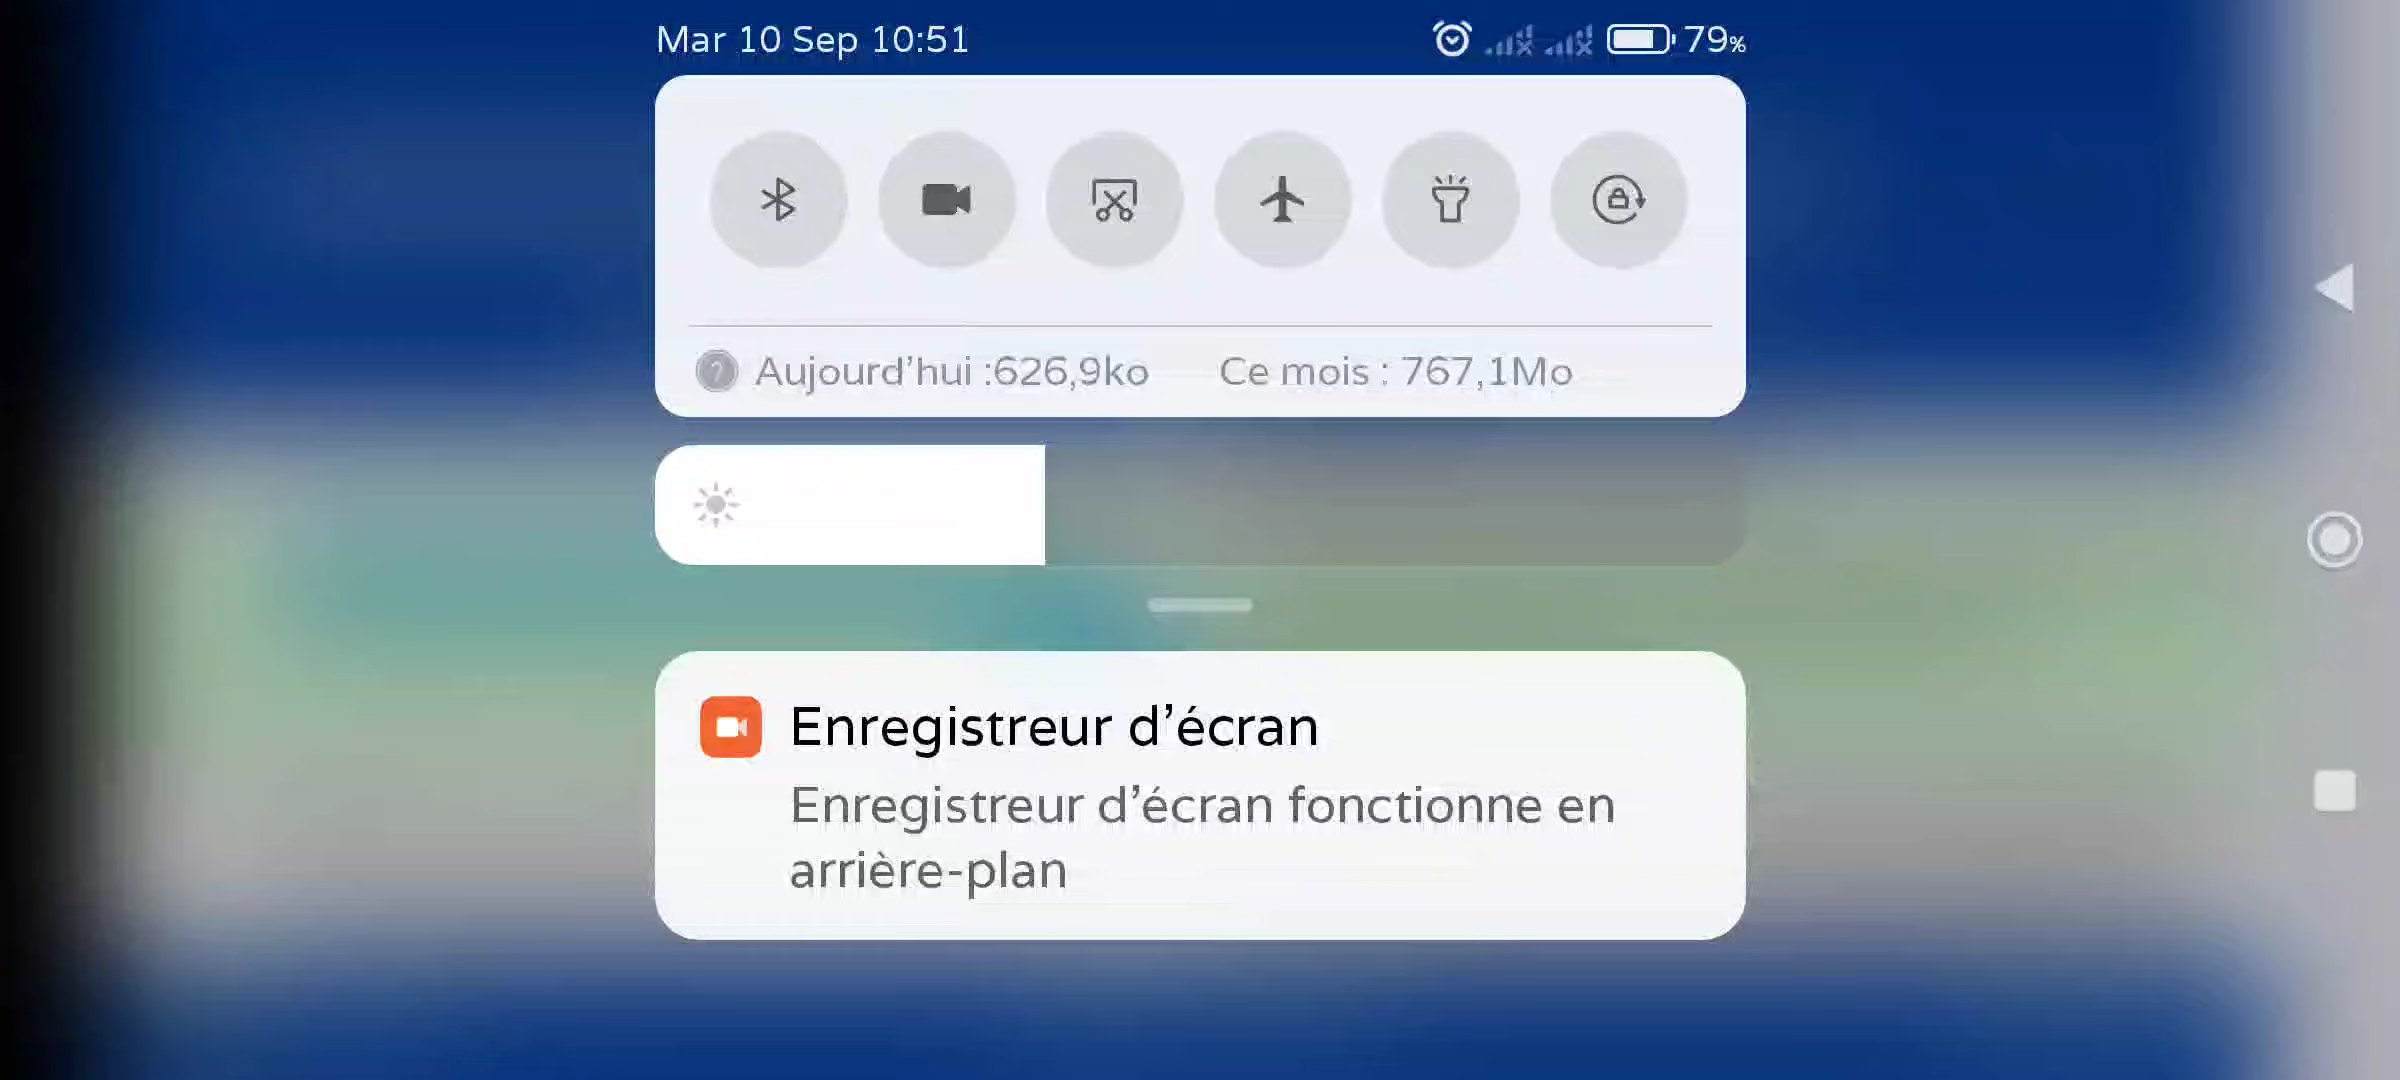 Mar 10 Sep 10:51
79%
Aujourd'hui :626,9ko Ce mois : 767,1Mo
Enregistreur d'écran
Enregistreur d'écran fonctionne en
arrière-plan